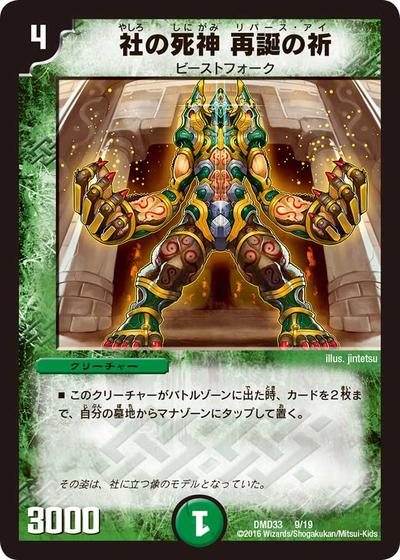 4
やしろ しにがみ リバース・アイ
社の死神 再誕の祈
ビーストフォーク
illus. jintetsu
クリーチャー
■ このクリーチャーがバトルゾーンに出た時、カードを2枚ま
で、自分の墓地からマナゾーンにタップして置く。
その姿は、社に立つ像のモデルとなっていた。
3000
1
DMD33 9/19
©2016 Wizards/Shogakukan/Mitsui-Kids